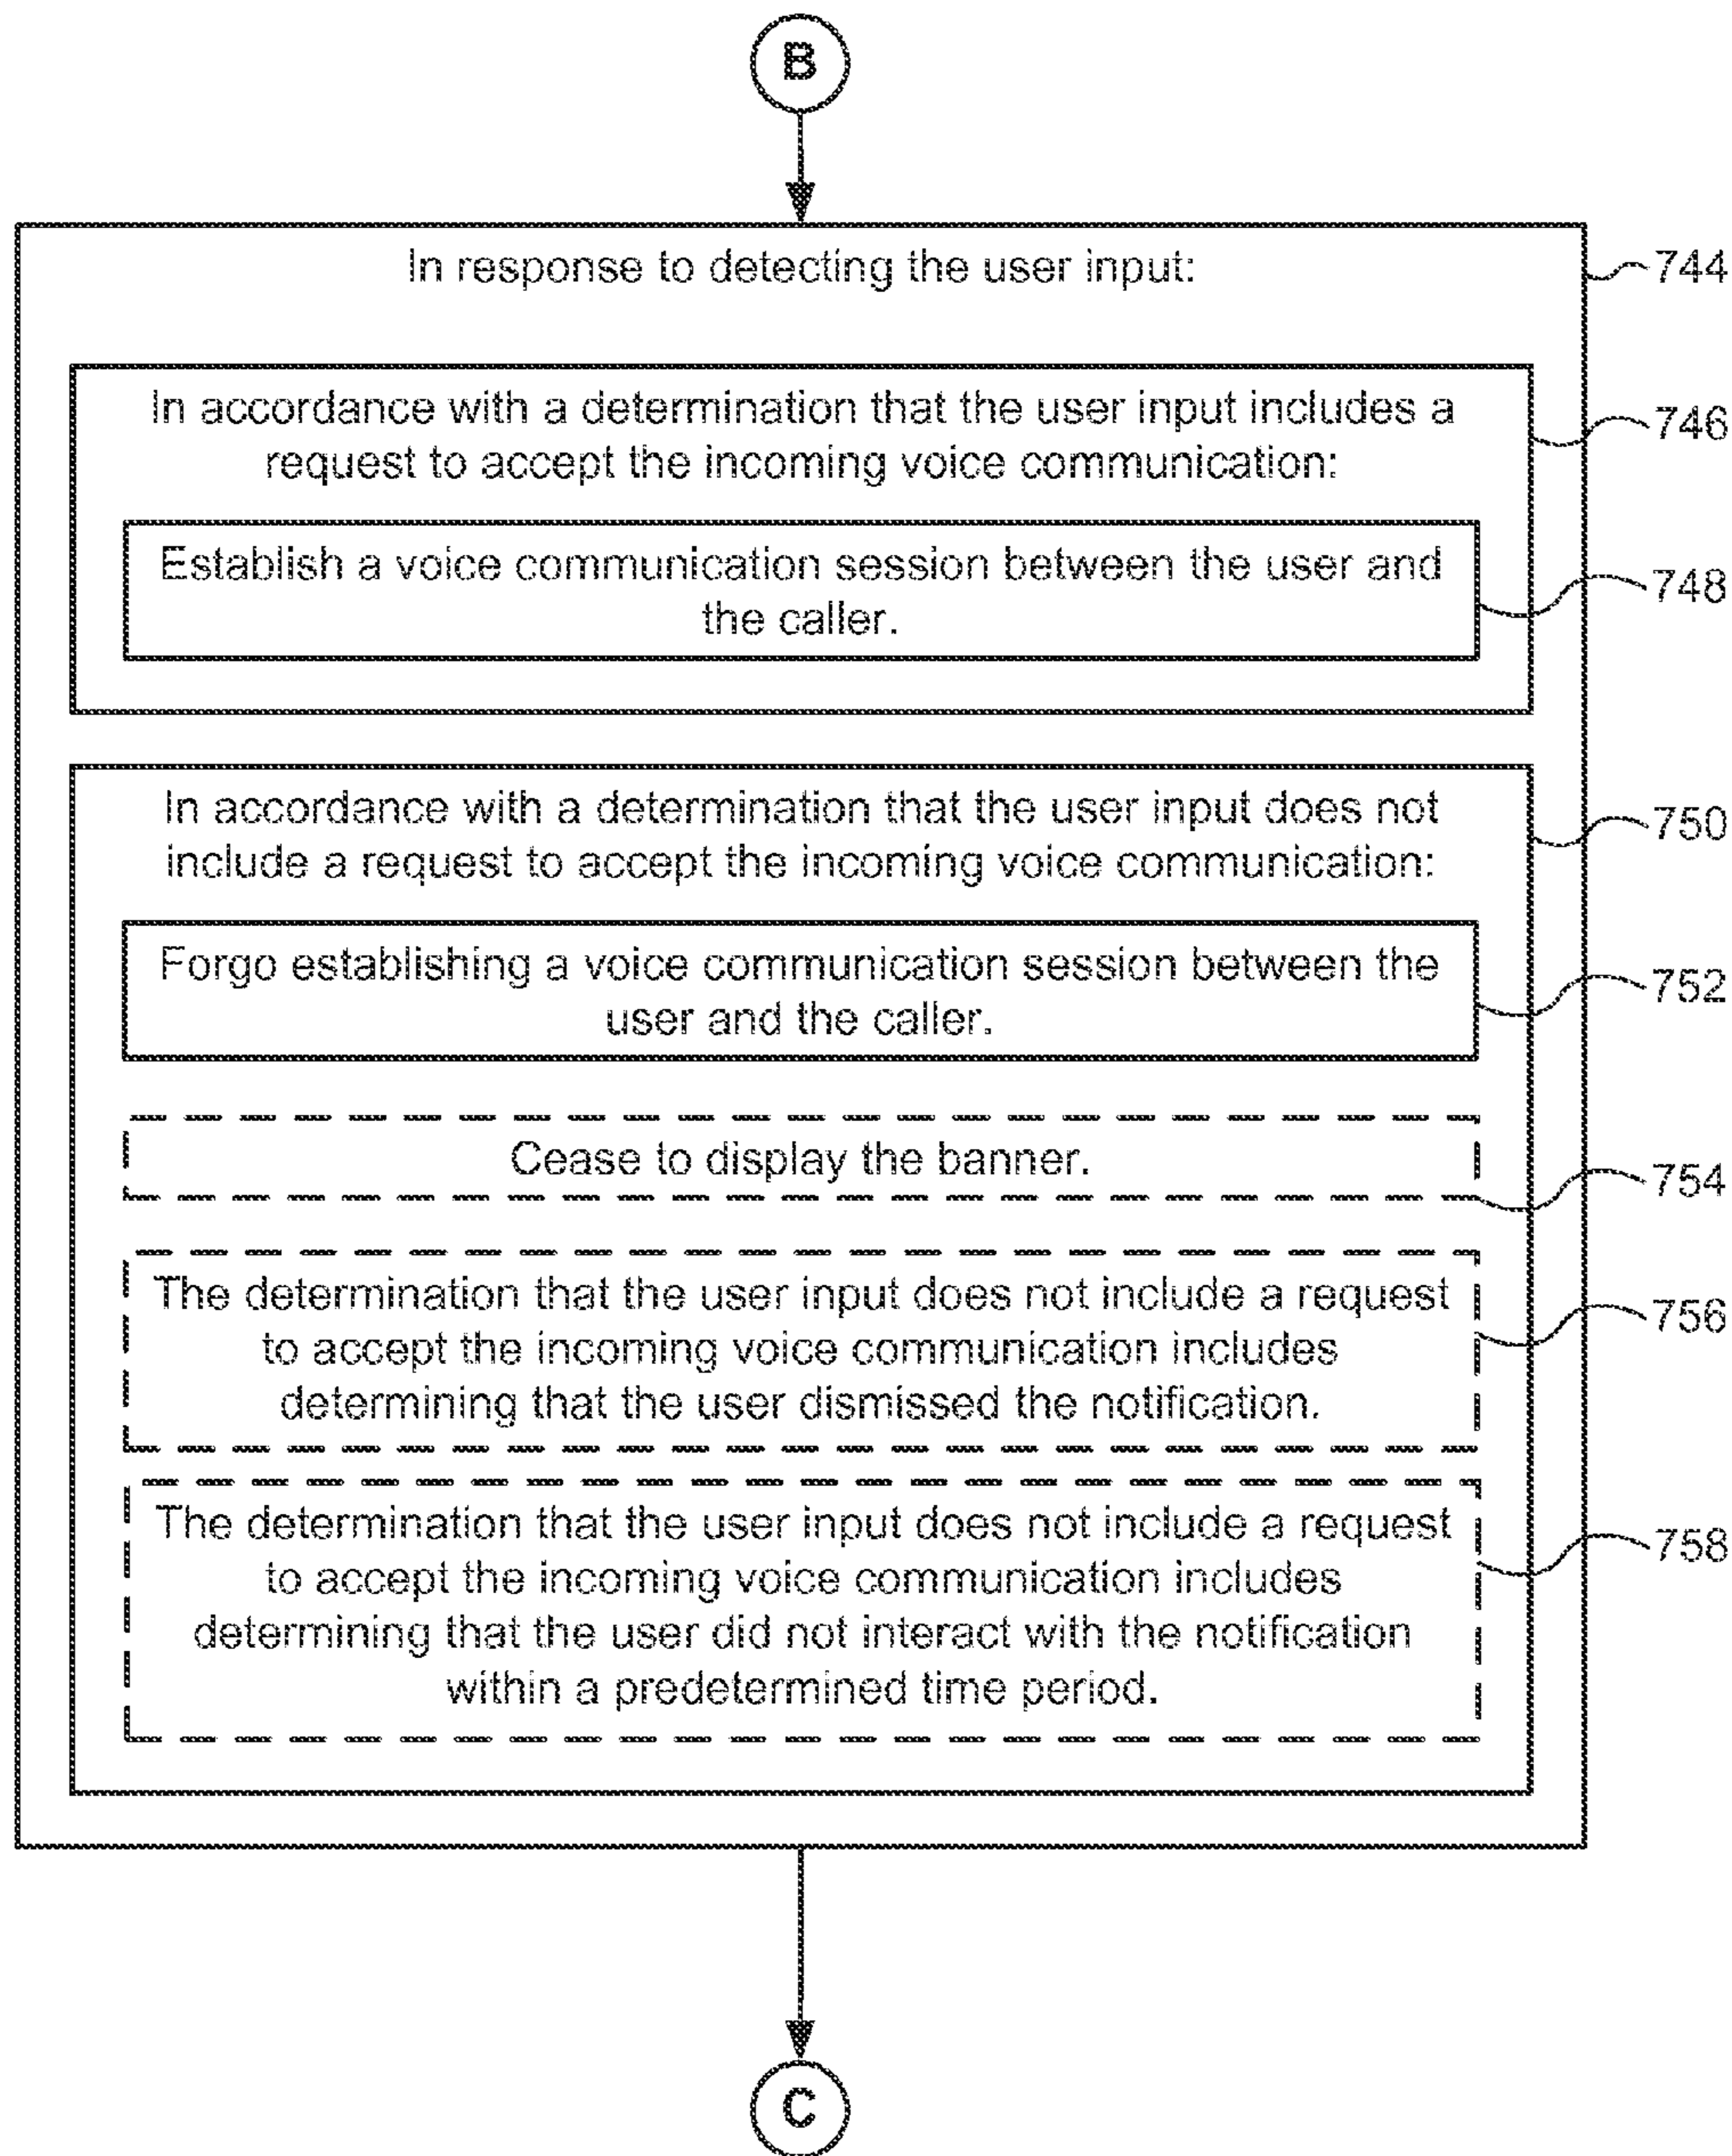 B
In response to detecting the user input:
744
In accordance with a determination that the user input includes a
request to accept the incoming voice communication:
746
Establish a voice communication session between the user and
the caller.
748
In accordance with a determination that the user input does not
include a request to accept the incoming voice communication:
750
Forgo establishing a voice communication session between the
user and the caller.
752
Cease to display the banner.
754
The determination that the user input does not include a request
to accept the incoming voice communication includes
determining that the user dismissed the notification.
756
The determination that the user input does not include a request
to accept the incoming voice communication includes
determining that the user did not interact with the notification
within a predetermined time period.
758
C